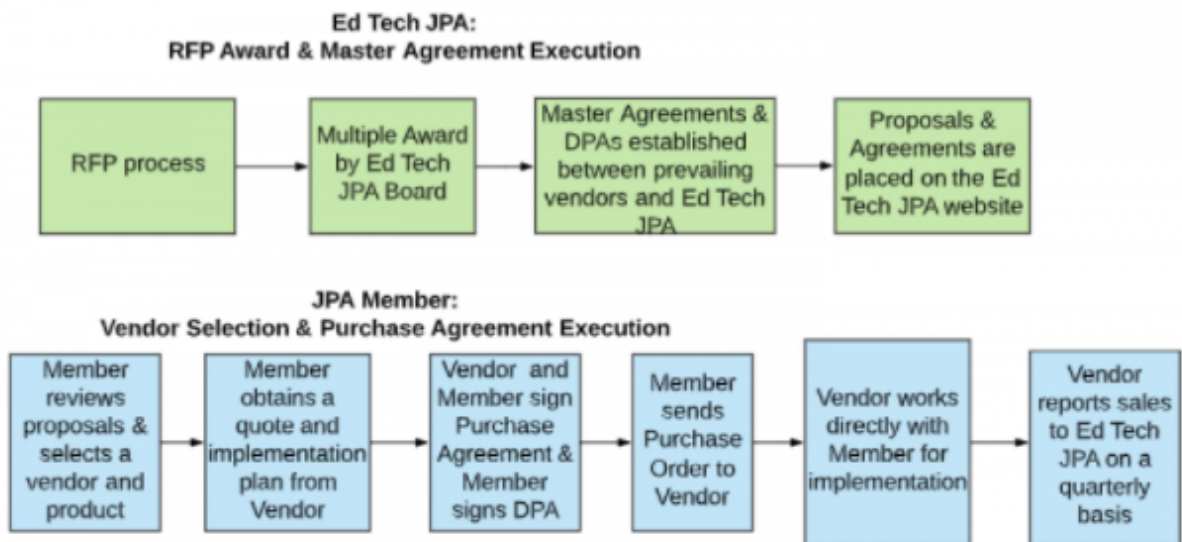 Ed Tech JPA:
RFP Award & Master Agreement Execution
RFP process
Multiple Award
by Ed Tech
JPA Board
Master Agreements &
DPAs established
between prevailing
vendors and Ed Tech
JPA
Proposals &
Agreements are
placed on the Ed
Tech JPA website
JPA Member:
Vendor Selection & Purchase Agreement Execution
Member
reviews
proposals &
selects a
vendor and
product
Member
obtains a
quote and
implementation
plan from
Vendor
Vendor and
Member sign
Purchase
Agreement &
Member
signs DPA
Member
sends
Purchase
Order to
Vendor
Vendor works
directly with
Member for
implementation
Vendor
reports sales
to Ed Tech
JPA on a
quarterly
basis